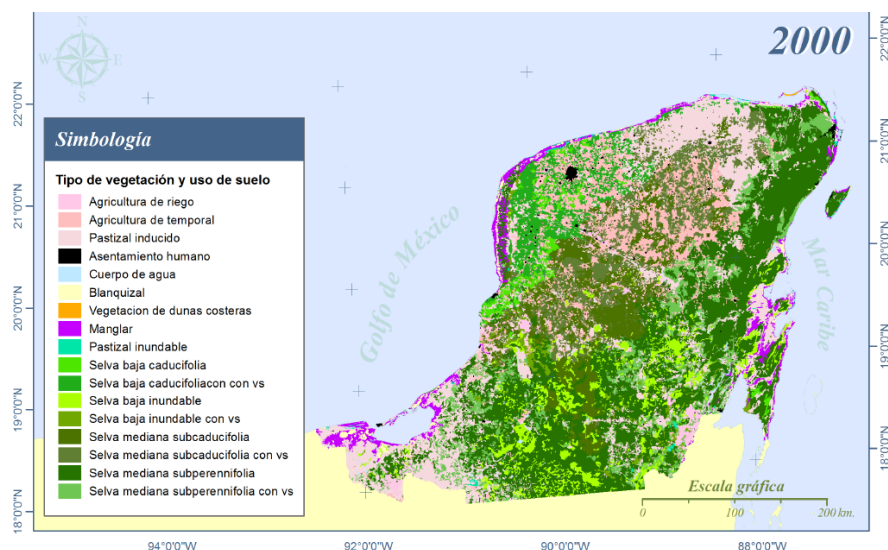 2000
N
W E
S
Simbología
Tipo de vegetación y uso de suelo
Agricultura de riego
Agricultura de temporal
Pastizal inducido
Asentamiento humano
Cuerpo de agua
Blanquizal
Vegetacion de dunas costeras
Manglar
Pastizal inundable
Selva baja caducifolia
Selva baja caducifoliacon con vs
Selva baja inundable
Selva baja inundable con vs
Selva mediana subcaducifolia
Selva mediana subcaducifolia con vs
Selva mediana subperennifolia
Selva mediana subperennifolia con vs
Golfo de México
Mar Caribe
Escala gráfica
0 100 200 km.
22°0'0"N
21°0'0"N
20°0'0"N
19°0'0"N
18°0'0"N
22°0'0"N
21°0'0"N
20°0'0"N
19°0'0"N
18°0'0"N
94°0'0"W 92°0'0"W 90°0'0"W 88°0'0"W